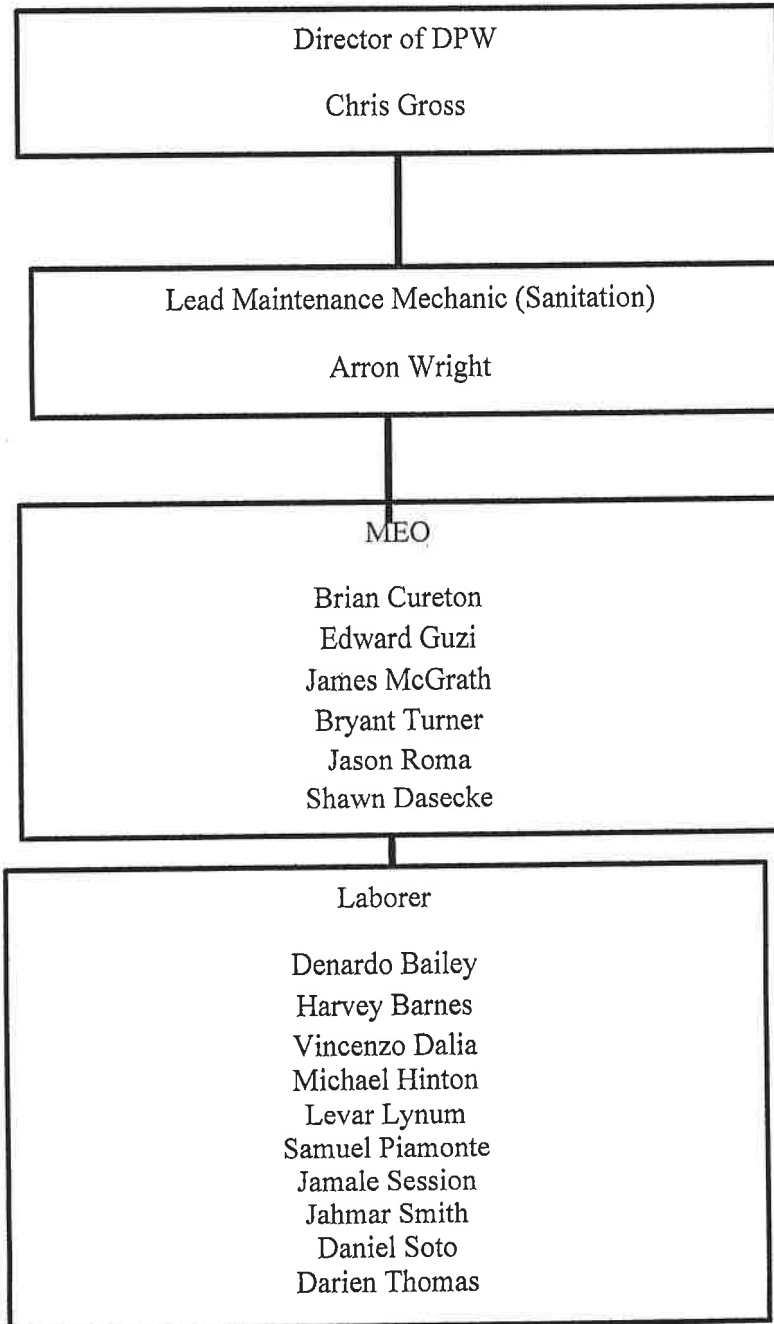 Director of DPW
Chris Gross
Lead Maintenance Mechanic (Sanitation)
Arron Wright
MEO
Brian Cureton
Edward Guzi
James McGrath
Bryant Turner
Jason Roma
Shawn Dasecke
Laborer
Denardo Bailey
Harvey Barnes
Vincenzo Dalia
Michael Hinton
Levar Lynum
Samuel Piamonte
Jamale Session
Jahmar Smith
Daniel Soto
Darien Thomas